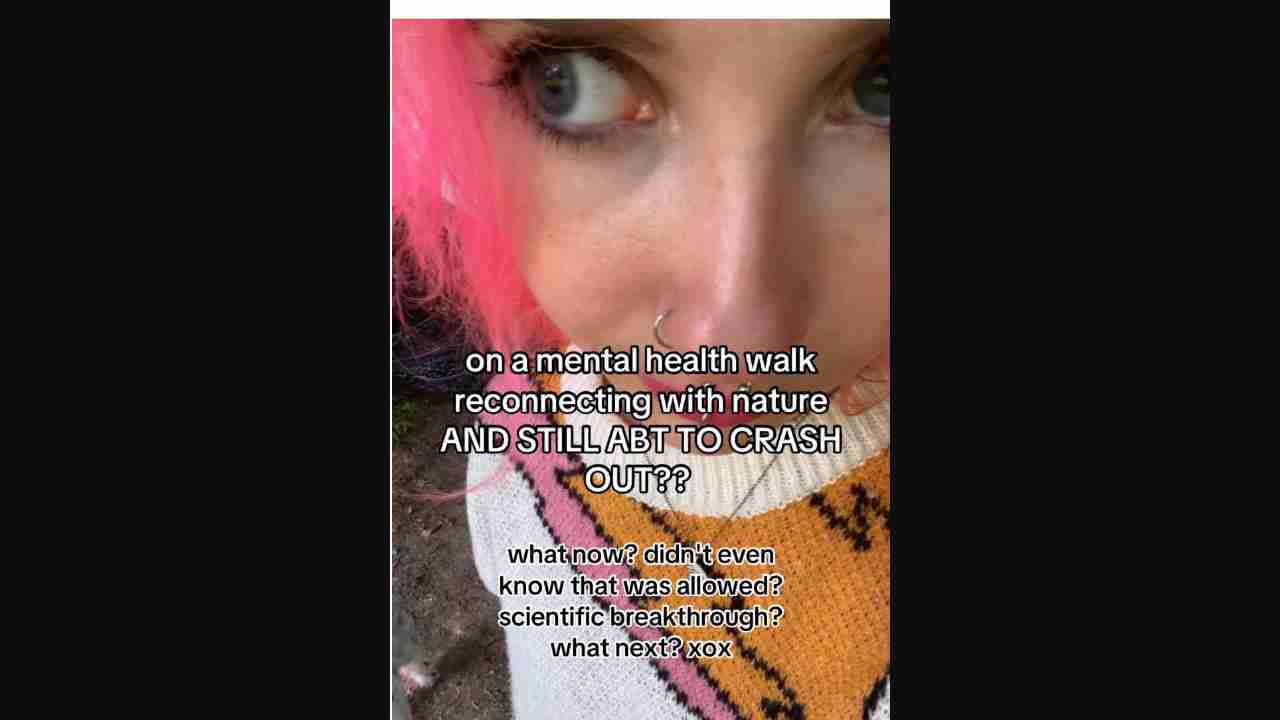 on a mental health walk
reconnecting with nature
AND STILL ABT TO CRASH
OUT??
what now? didn't even
know that was allowed?
scientific breakthrough?
what next? xox